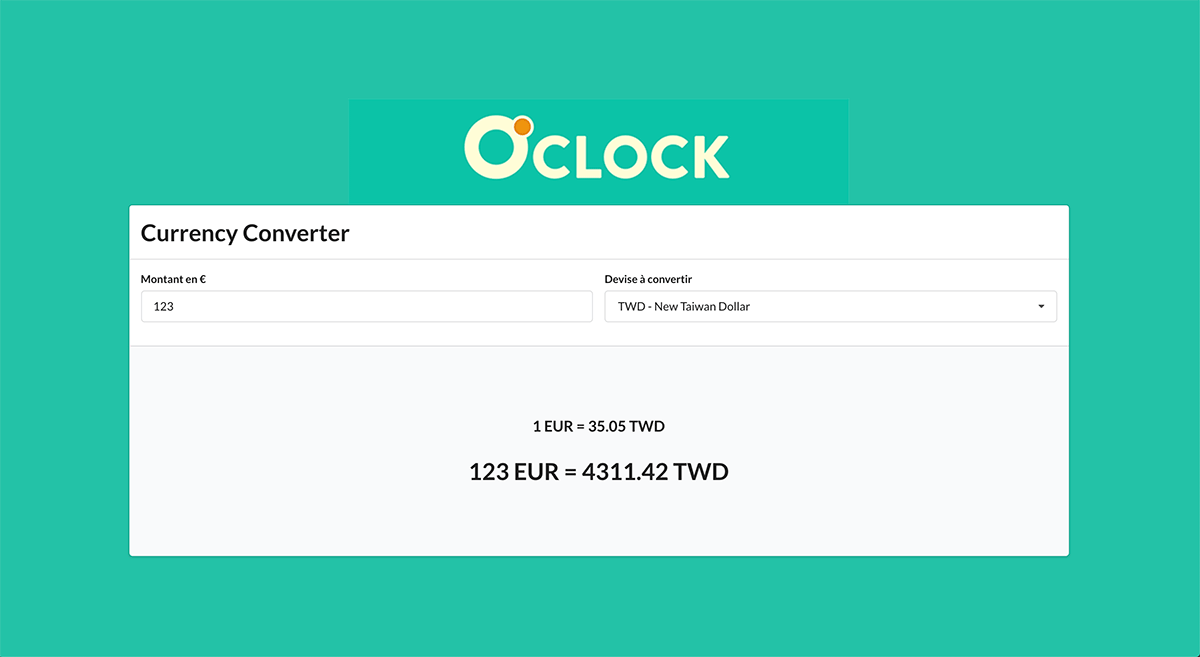 O'CLOCK
Currency Converter
Montant en €
Devise à convertir
123
TWD - New Taiwan Dollar
1 EUR = 35.05 TWD
123 EUR = 4311.42 TWD